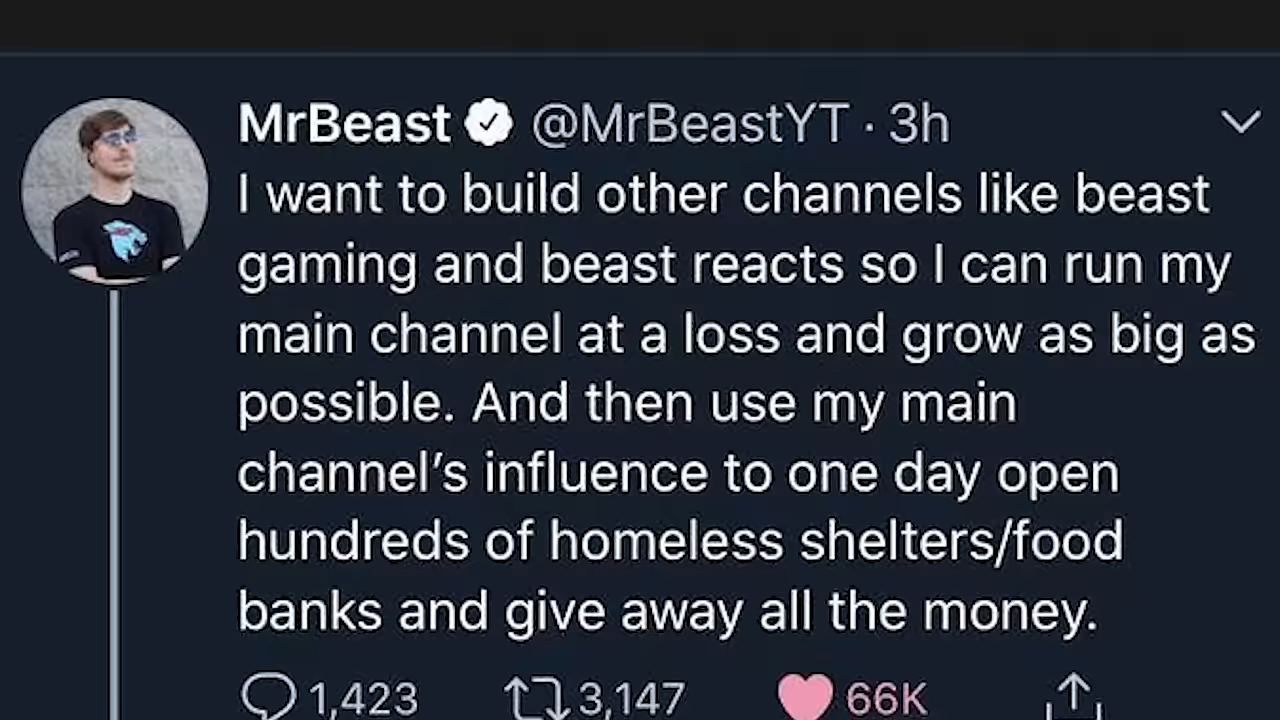 MrBeast @MrBeastYT · 3h
I want to build other channels like beast
gaming and beast reacts so I can run my
main channel at a loss and grow as big as
possible. And then use my main
channel’s influence to one day open
hundreds of homeless shelters/food
banks and give away all the money.
1,423 3,147 66K